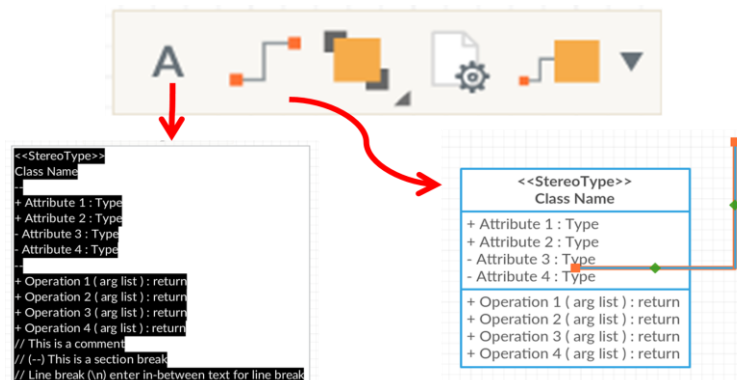 A
<<StereoType>>
Class Name
--
+ Attribute 1 : Type
+ Attribute 2 : Type
- Attribute 3 : Type
- Attribute 4 : Type
--
+ Operation 1 ( arg list ) : return
+ Operation 2 ( arg list ) : return
+ Operation 3 ( arg list ) : return
+ Operation 4 ( arg list ) : return
// This is a comment
// (--) This is a section break
// Line break (\n) enter in-between text for line break
<<StereoType>>
Class Name
+ Attribute 1 : Type
+ Attribute 2 : Type
- Attribute 3 : Type
- Attribute 4 : Type
+ Operation 1 ( arg list ) : return
+ Operation 2 ( arg list ) : return
+ Operation 3 ( arg list ) : return
+ Operation 4 ( arg list ) : return